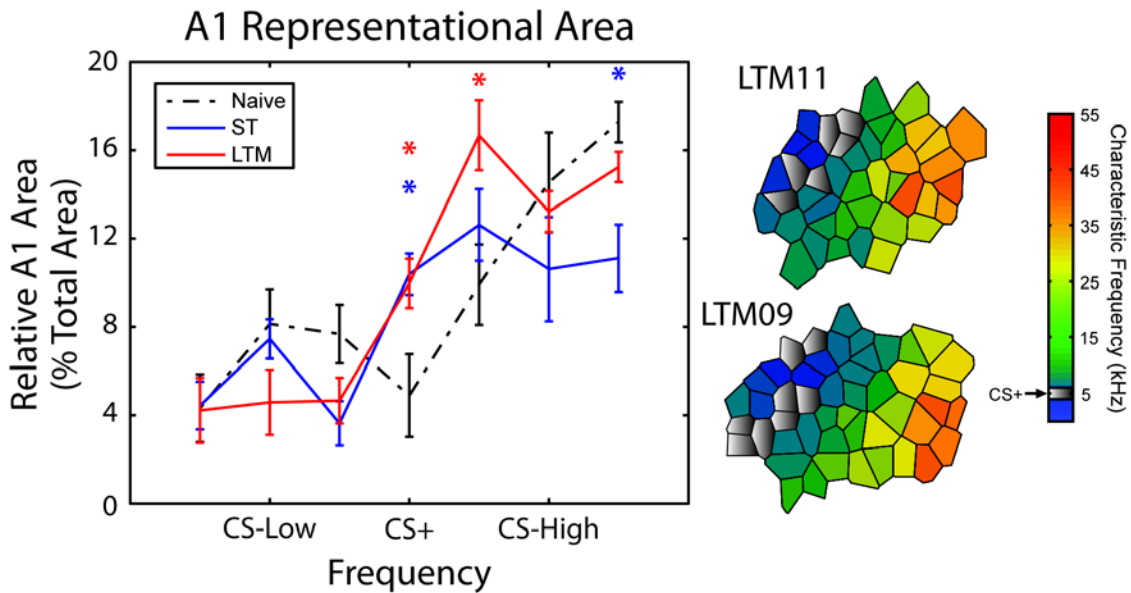 A1 Representational Area
Relative A1 Area
(% Total Area)
20
16
12
8
4
0
Naive
ST
LTM
*
*
*
*
CS-Low
CS+
CS-High
Frequency
LTM11
LTM09
55
45
35
25
15
5
CS+
Characteristic Frequency (kHz)